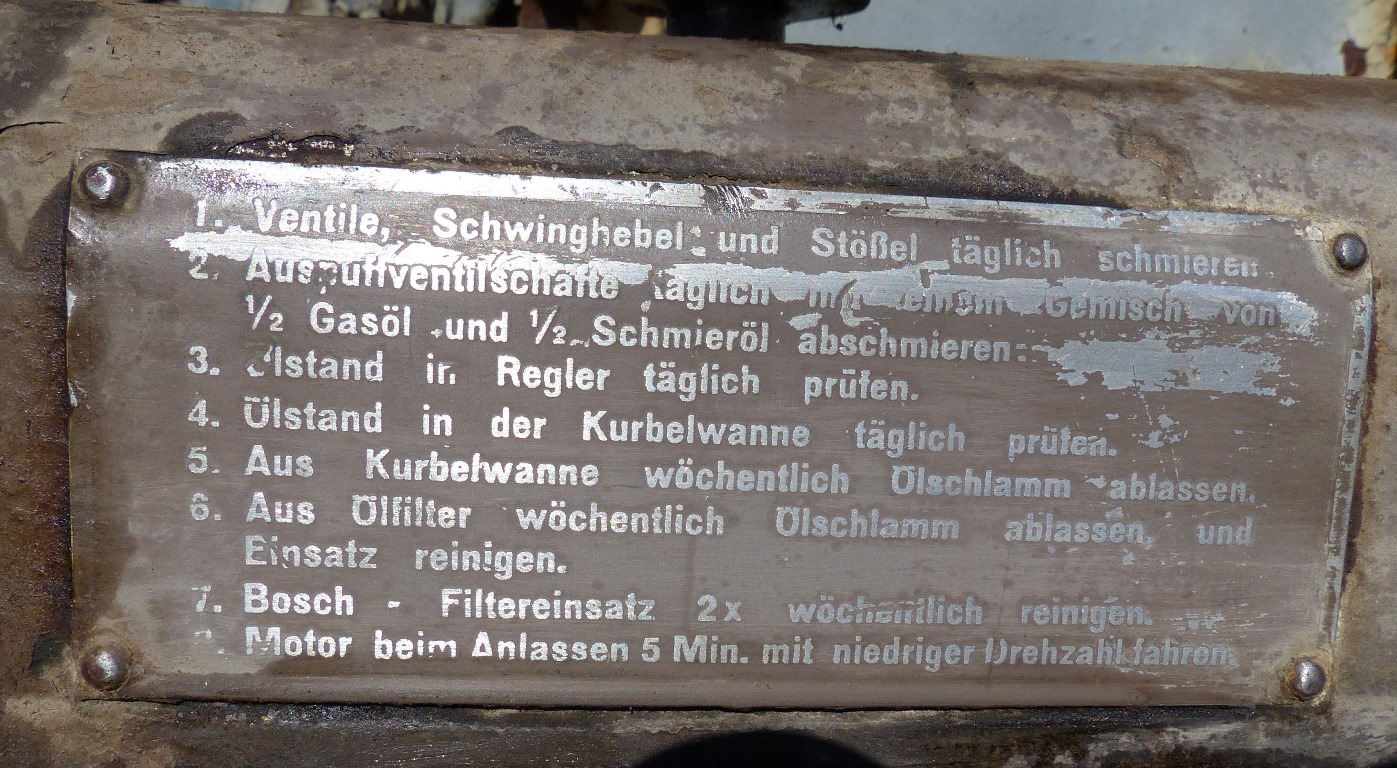 1. Ventile, Schwinghebel und Stößel täglich schmieren.
2. Auspuffventilschäfte täglich mit einem Gemisch von
½ Gasöl und ½ Schmieröl abschmieren.
3. Ölstand im Regler täglich prüfen.
4. Ölstand in der Kurbelwanne täglich prüfen.
5. Aus Kurbelwanne wöchentlich Ölschlamm ablassen.
6. Aus Ölfilter wöchentlich Ölschlamm ablassen, und
Einsatz reinigen.
7. Bosch - Filtereinsatz 2x wöchentlich reinigen.
Motor beim Anlassen 5 Min. mit niedriger Drehzahl fahren.